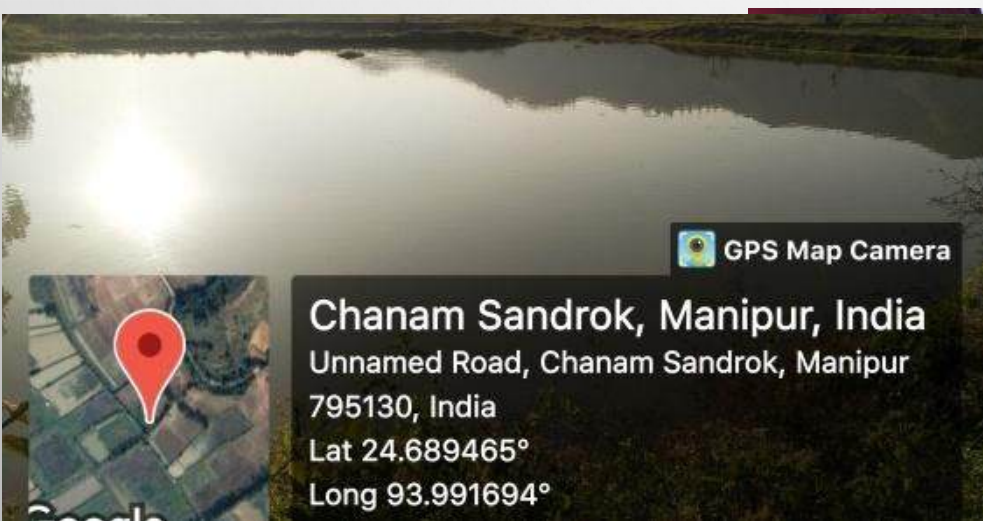 GPS Map Camera
Chanam Sandrok, Manipur, India
Unnamed Road, Chanam Sandrok, Manipur
795130, India
Lat 24.689465°
Long 93.991694°
Google